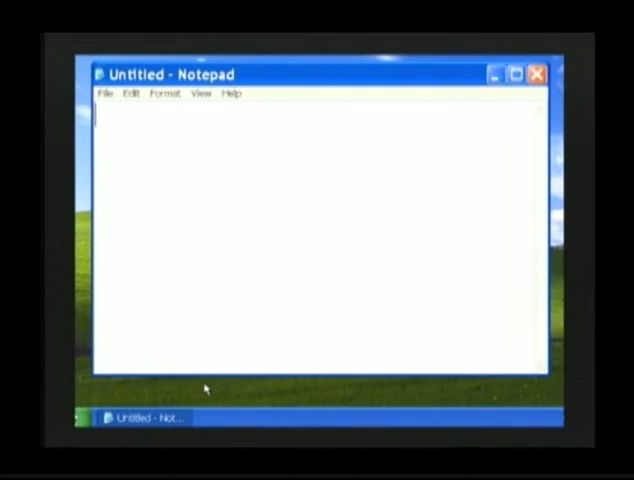 Untitled - Notepad
File Edit Format View Help
Untitled - Not...